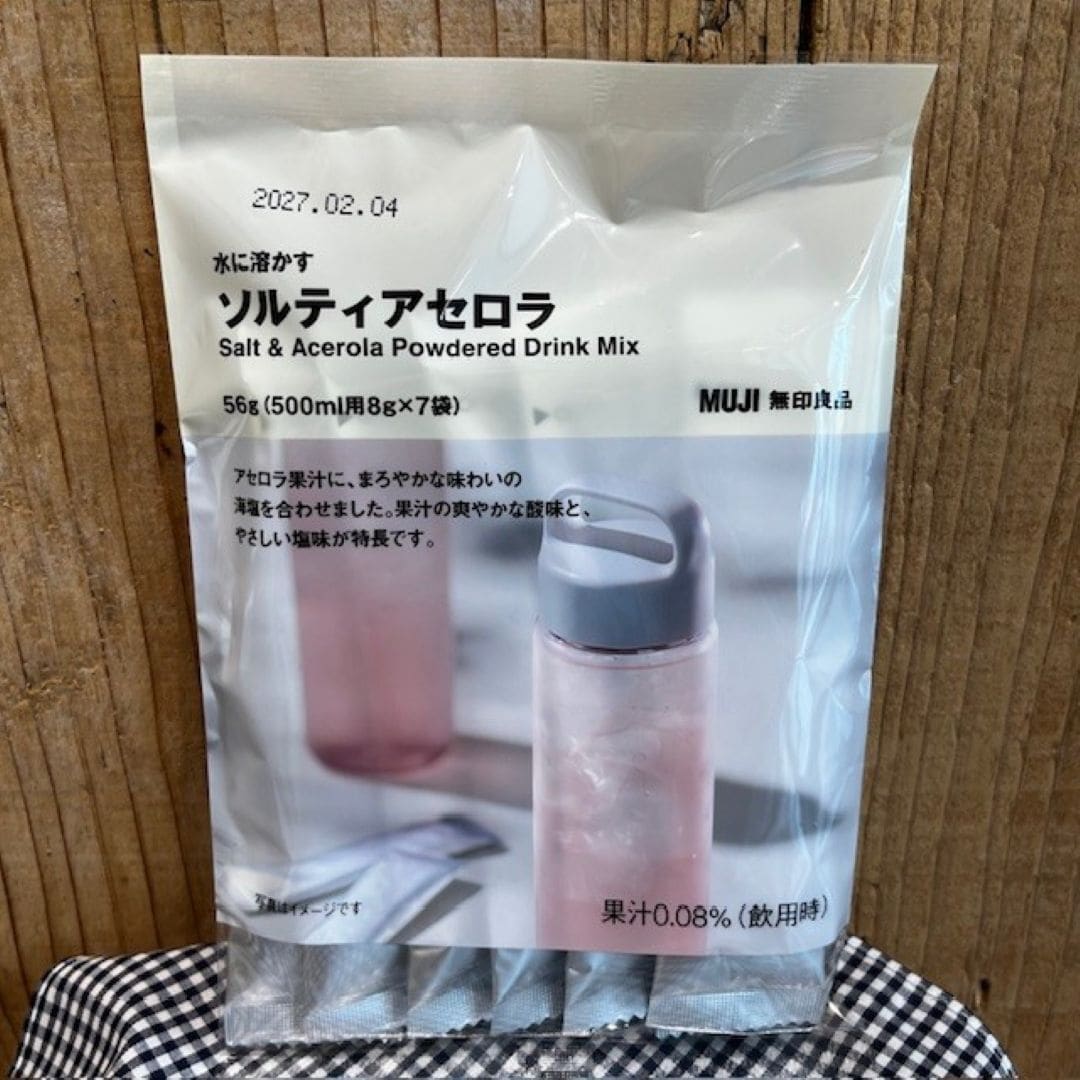 2027.02.04
水に溶かす
ソルティアセロラ
Salt & Acerola Powdered Drink Mix
56g(500ml用8g×7袋)
MUJI 無印良品
アセロラ果汁に、まろやかな味わいの
海塩を合わせました。果汁の爽やかな酸味と、
やさしい塩味が特長です。
写真はイメージです
果汁0.08%(飲用時)